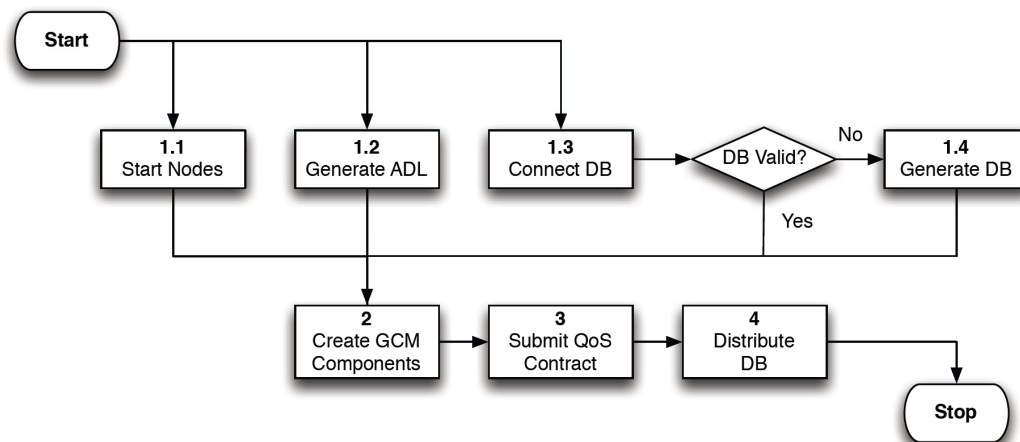 Start
1.1
Start Nodes
1.2
Generate ADL
1.3
Connect DB
DB Valid?
No
1.4
Generate DB
Yes
2
Create GCM
Components
3
Submit QoS
Contract
4
Distribute
DB
Stop